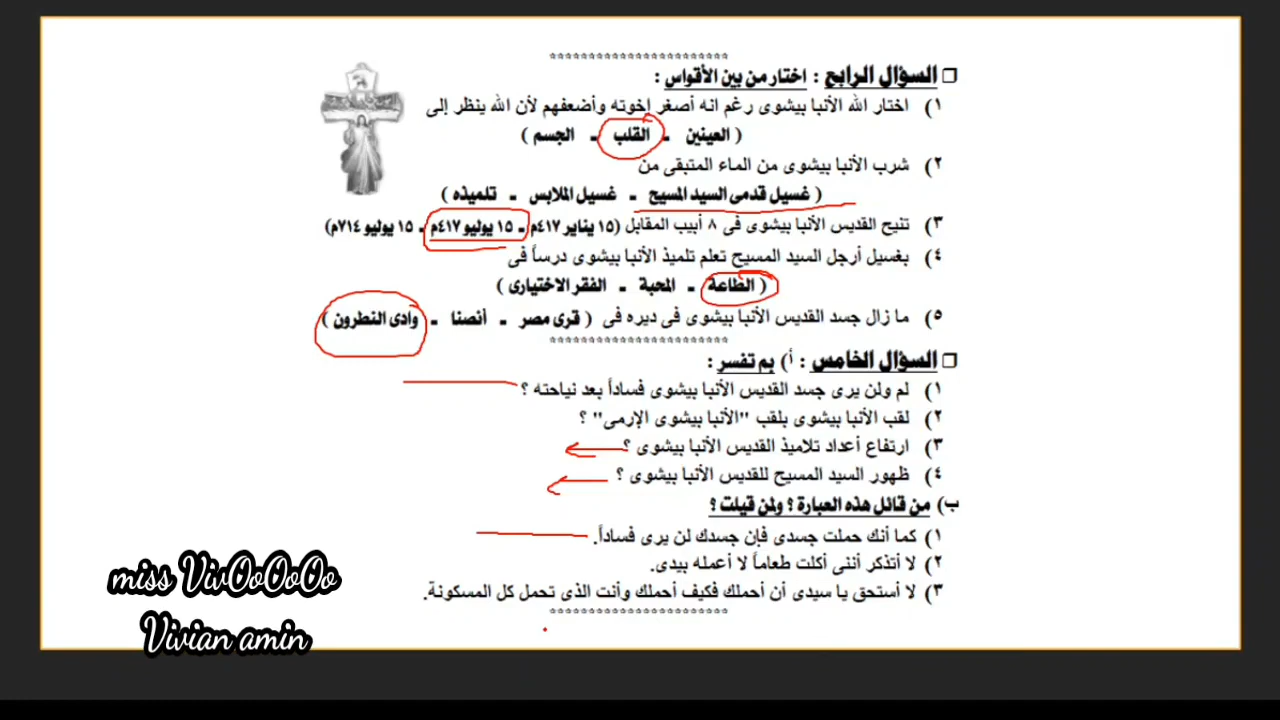 ************************
❒ السؤال الرابع : اختار من بين الأقواس :
١) اختار الله الأنبا بيشوى رغم انه أصغر إخوته وأضعفهم لأن الله ينظر إلى
( العينين - القلب - الجسم )
٢) شرب الأنبا بيشوى من الماء المتبقى من
( غسيل قدمى السيد المسيح - غسيل الملابس - تلميذه )
٣) تنيح القديس الأنبا بيشوى فى ٨ أبيب المقابل (١٥ يناير ٤١٧م - ١٥ يوليو ٤١٧م - ١٥ يوليو ٧١٤م)
٤) بغسيل أرجل السيد المسيح تعلم تلميذ الأنبا بيشوى درساً فى
( الطاعة - المحبة - الفقر الاختيارى )
٥) ما زال جسد القديس الأنبا بيشوى فى ديره فى ( قرى مصر - أنصنا - وادى النطرون )
************************
❒ السؤال الخامس : أ) بم تفسر :
١) لم ولن يرى جسد القديس الأنبا بيشوى فساداً بعد نياحته ؟
٢) لقب الأنبا بيشوى بلقب "الأنبا بيشوى الإرمى" ؟
٣) ارتفاع أعداد تلاميذ القديس الأنبا بيشوى ؟
٤) ظهور السيد المسيح للقديس الأنبا بيشوى ؟
ب) من قائل هذه العبارة ؟ ولمن قيلت ؟
١) كما أنك حملت جسدى فإن جسدك لن يرى فساداً.
٢) لا أتذكر أننى أكلت طعاماً لا أعمله بيدى.
٣) لا أستحق يا سيدى أن أحملك فكيف أحملك وأنت الذى تحمل كل المسكونة.
************************
miss VivOoOoOo
Vivian amin